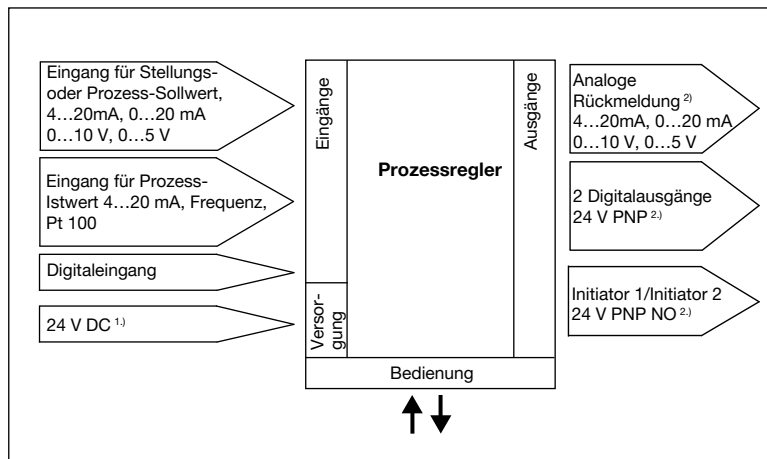 Eingang für Stellungs-
oder Prozess-Sollwert,
4…20mA, 0…20 mA
0…10 V, 0…5 V
Eingang für Prozess-
Istwert 4…20 mA, Frequenz,
Pt 100
Digitaleingang
24 V DC 1.)
Eingänge
Versor-
gung
Prozessregler
Ausgänge
Bedienung
Analoge
Rückmeldung 2)
4…20mA, 0…20 mA
0…10 V, 0…5 V
2 Digitalausgänge
24 V PNP 2.)
Initiator 1/Initiator 2
24 V PNP NO 2.)